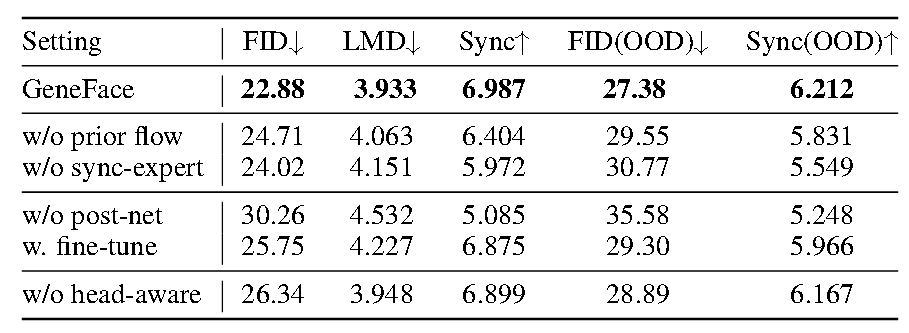 Setting FID↓ LMD↓ Sync↑ FID(OOD)↓ Sync(OOD)↑
GeneFace 22.88 3.933 6.987 27.38 6.212
w/o prior flow 24.71 4.063 6.404 29.55 5.831
w/o sync-expert 24.02 4.151 5.972 30.77 5.549
w/o post-net 30.26 4.532 5.085 35.58 5.248
w. fine-tune 25.75 4.227 6.875 29.30 5.966
w/o head-aware 26.34 3.948 6.899 28.89 6.167